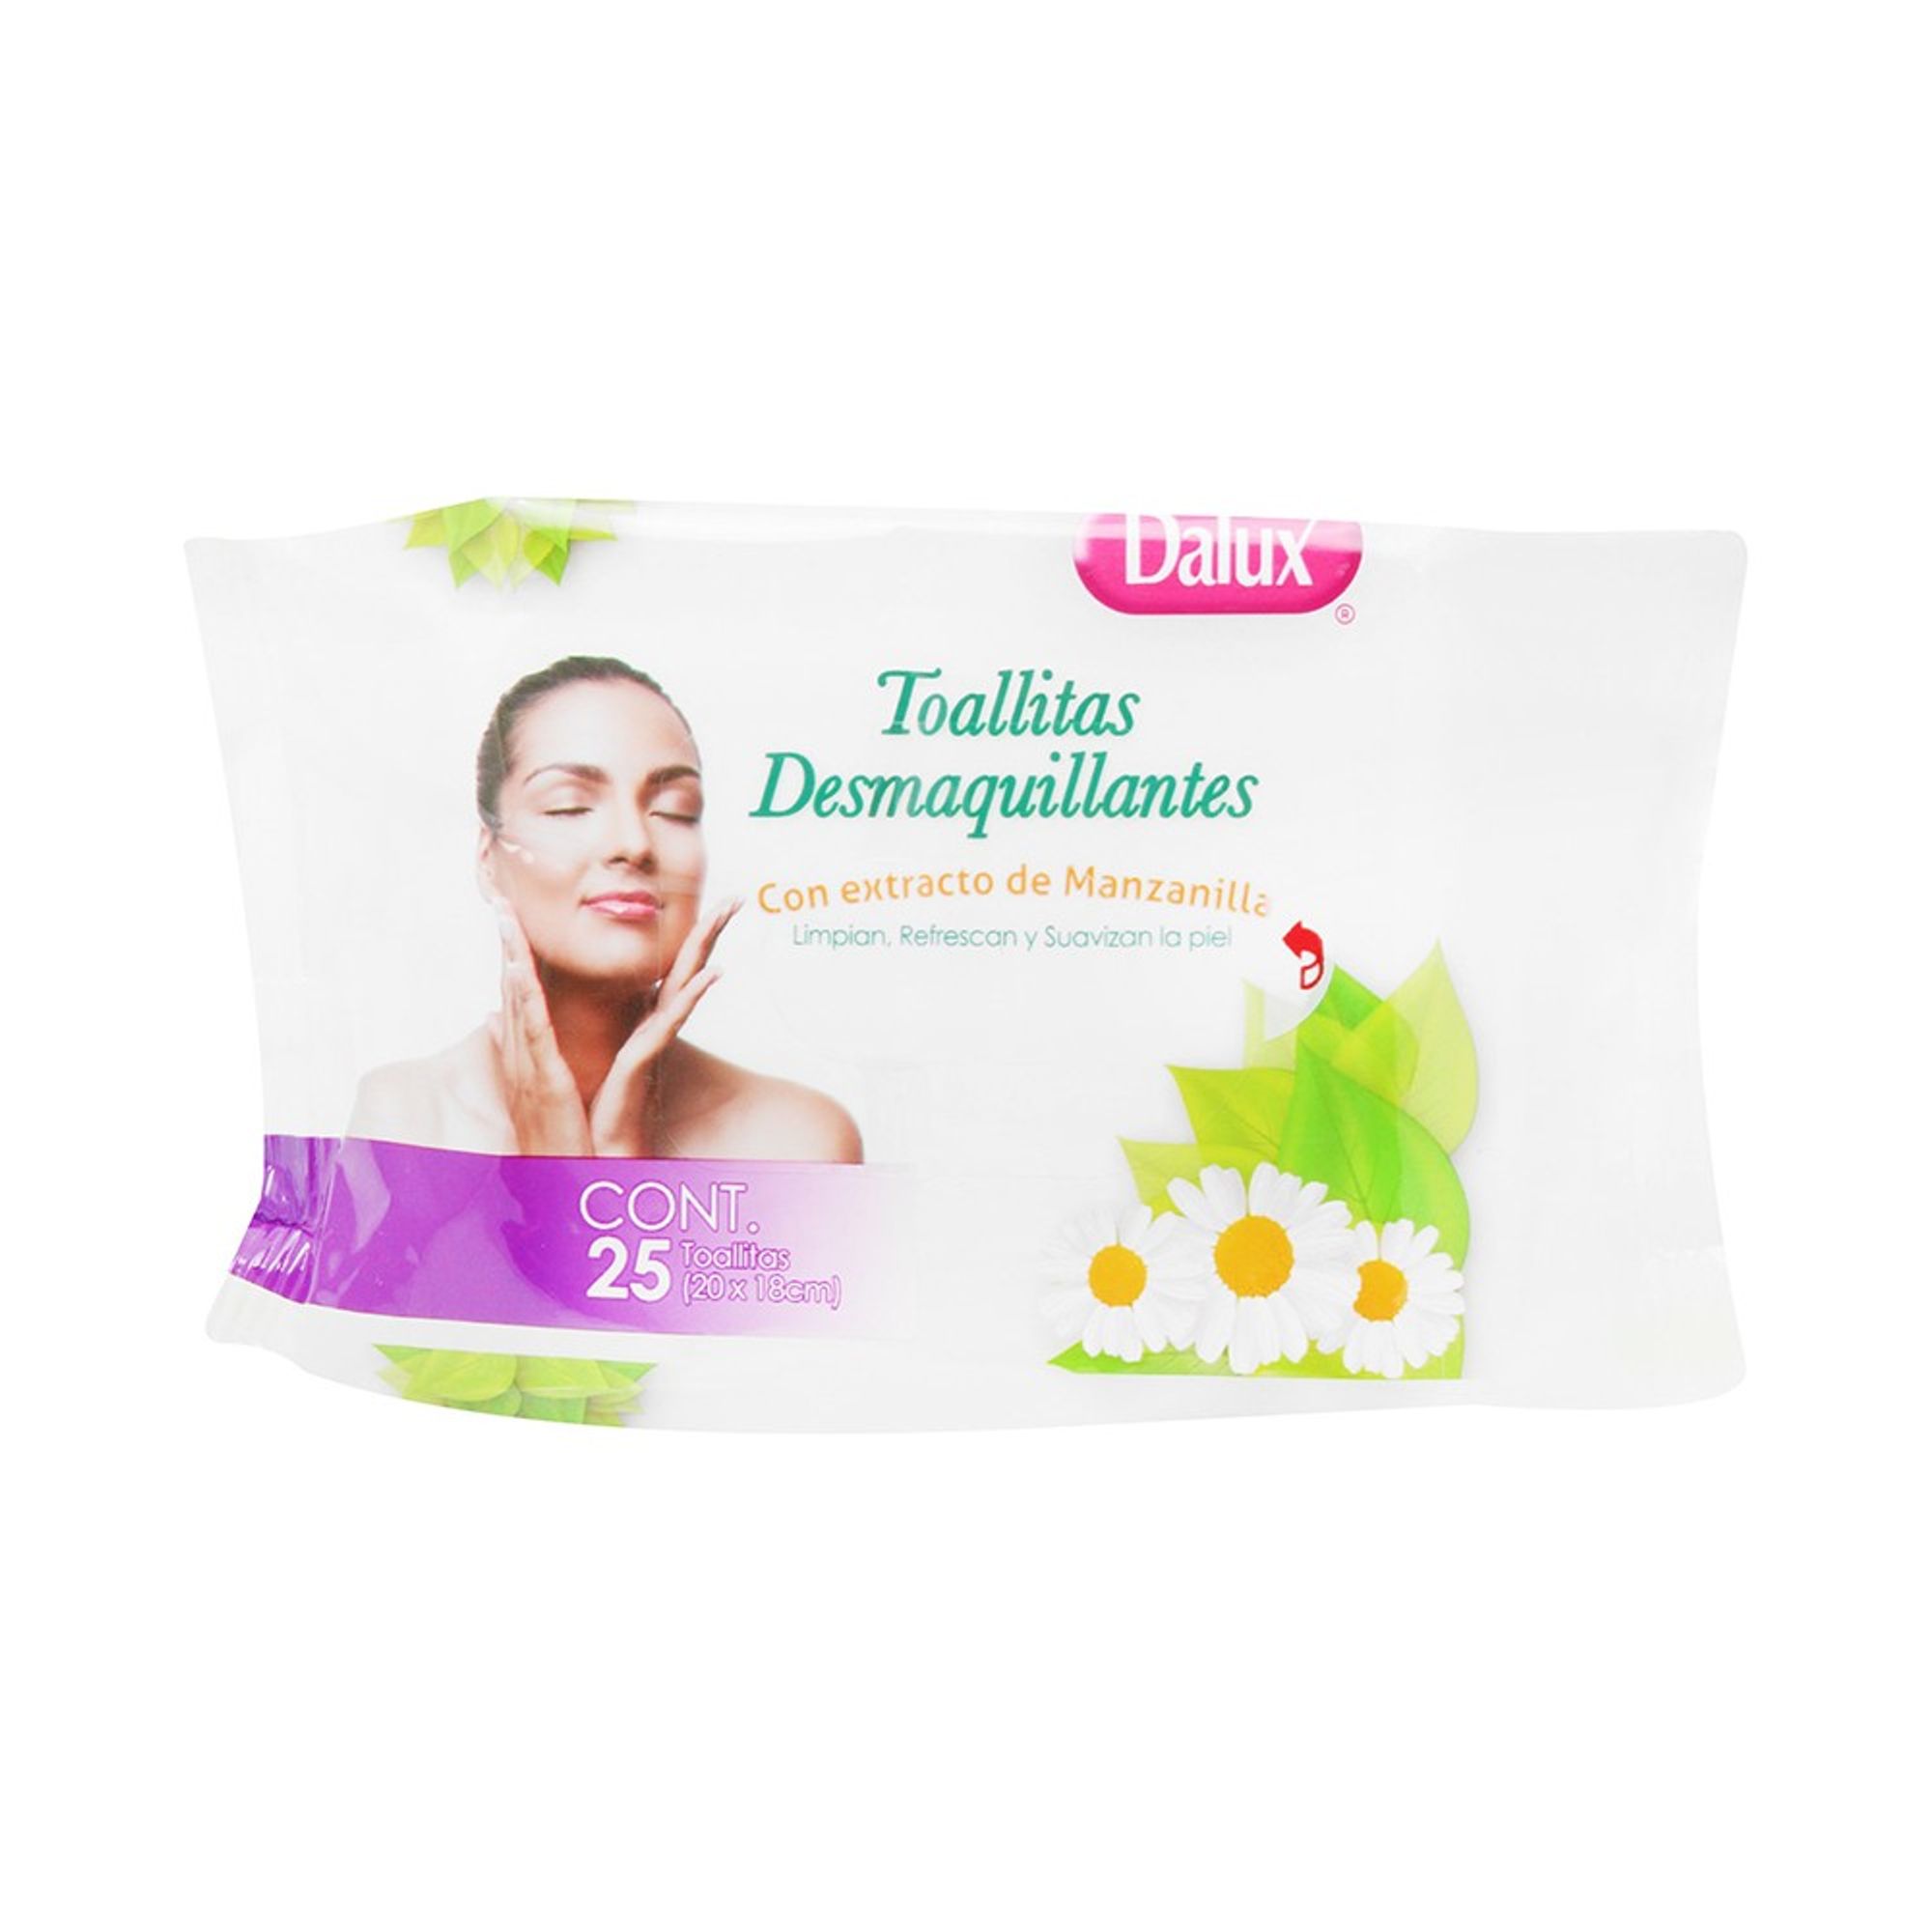 Dalux
®
Toallitas
Desmaquillantes
Con extracto de Manzanilla
Limpian, Refrescan y Suavizan la piel
CONT.
25 Toallitas
(20 x 18cm)